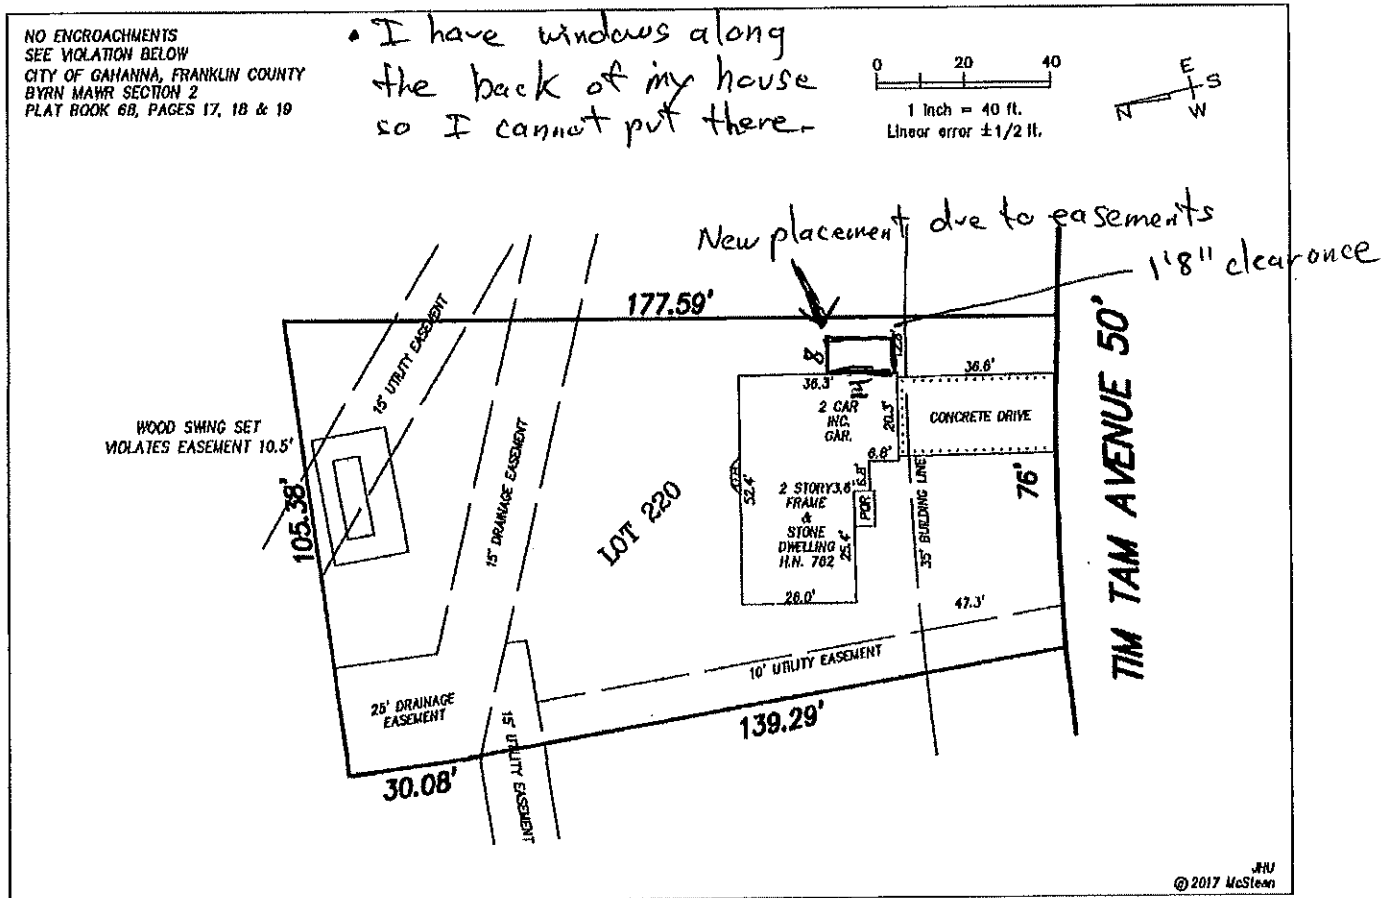 NO ENCROACHMENTS
SEE VIOLATION BELOW
CITY OF GAHANNA, FRANKLIN COUNTY
BYRN MAWR SECTION 2
PLAT BOOK 68, PAGES 17, 18 & 19
• I have windows along
the back of my house
so I cannot put there.
0 20 40
1 inch = 40 ft.
Linear error ±1/2 ft.
E
S
N
W
New placement due to easements
1'8" clearance
177.59'
15' UTILITY EASEMENT
15' DRAINAGE EASEMENT
WOOD SWING SET
VIOLATES EASEMENT 10.5'
105.38'
LOT 220
8
36.3'
36.6'
2 CAR
INC.
GAR.
20.3'
CONCRETE DRIVE
6.8'
6.8'
52.4'
2 STORY
3.6'
FRAME
&
STONE
DWELLING
H.N. 762
POR.
25.4'
26.0'
35' BUILDING LINE
76'
TIM TAM AVENUE 50'
47.3'
10' UTILITY EASEMENT
139.29'
25' DRAINAGE
EASEMENT
15' UTILITY EASEMENT
30.08'
JHU
© 2017 McSteen